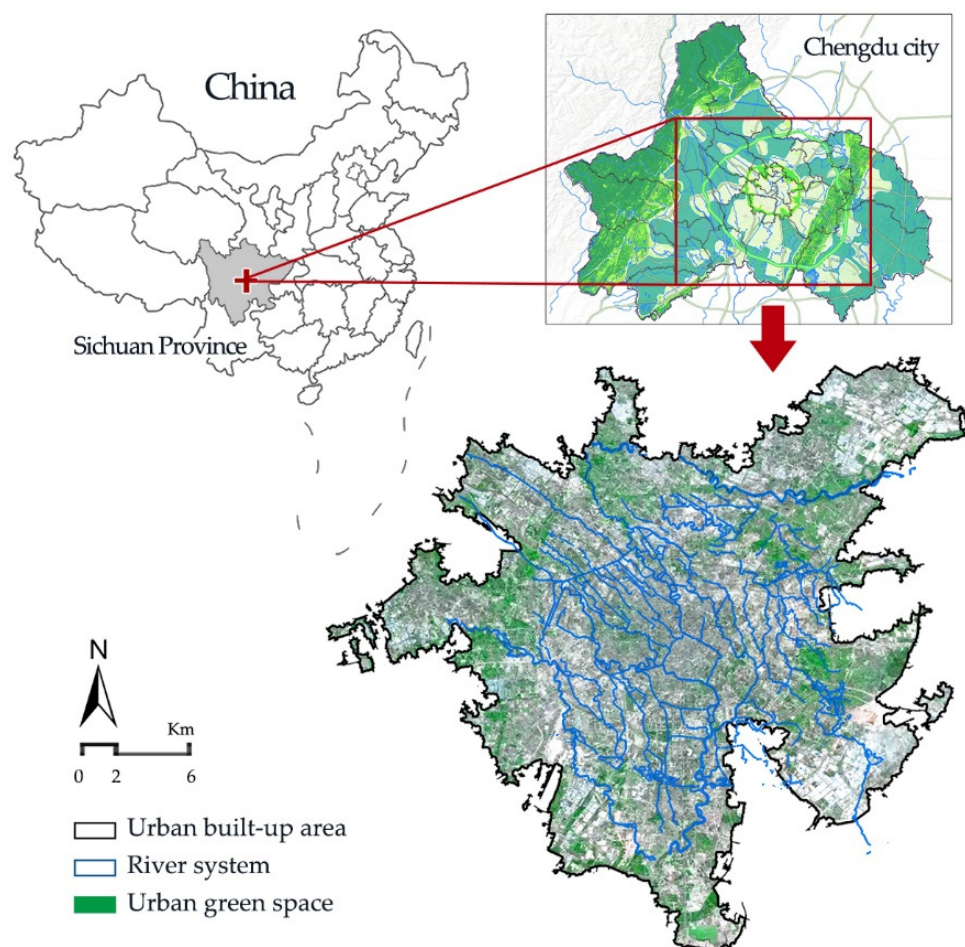 China
Chengdu city
Sichuan Province
N
Km
0 2 6
Urban built-up area
River system
Urban green space